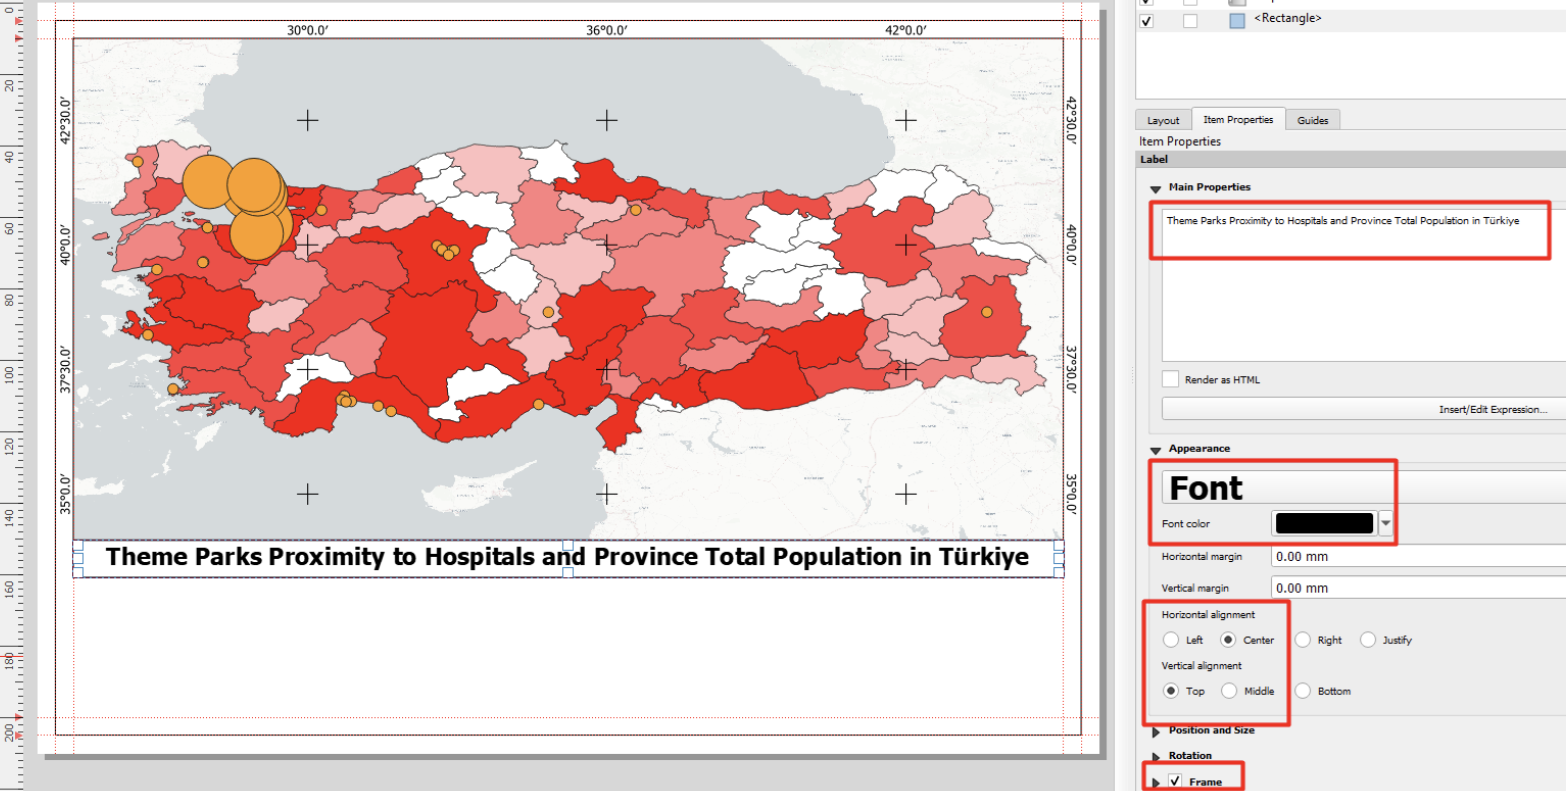 0
20
40
60
80
100
120
140
160
180
200
30°0.0′
36°0.0′
42°0.0′
42°30.0′
40°0.0′
37°30.0′
35°0.0′
42°30.0′
40°0.0′
37°30.0′
35°0.0′
Theme Parks Proximity to Hospitals and Province Total Population in Türkiye
<Rectangle>
Layout
Item Properties
Guides
Item Properties
Label
Main Properties
Theme Parks Proximity to Hospitals and Province Total Population in Türkiye
Render as HTML
Insert/Edit Expression...
Appearance
Font
Font color
Horizontal margin
0.00 mm
Vertical margin
0.00 mm
Horizontal alignment
Left
Center
Right
Justify
Vertical alignment
Top
Middle
Bottom
Position and Size
Rotation
Frame